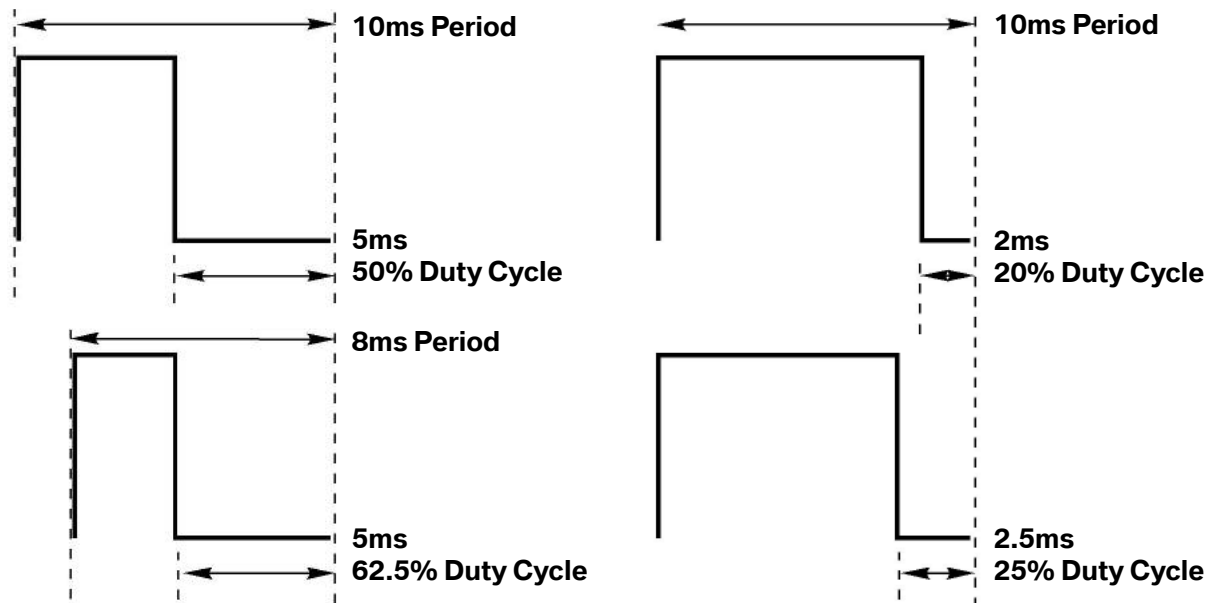 10ms Period
5ms
50% Duty Cycle
10ms Period
2ms
20% Duty Cycle
8ms Period
5ms
62.5% Duty Cycle
2.5ms
25% Duty Cycle